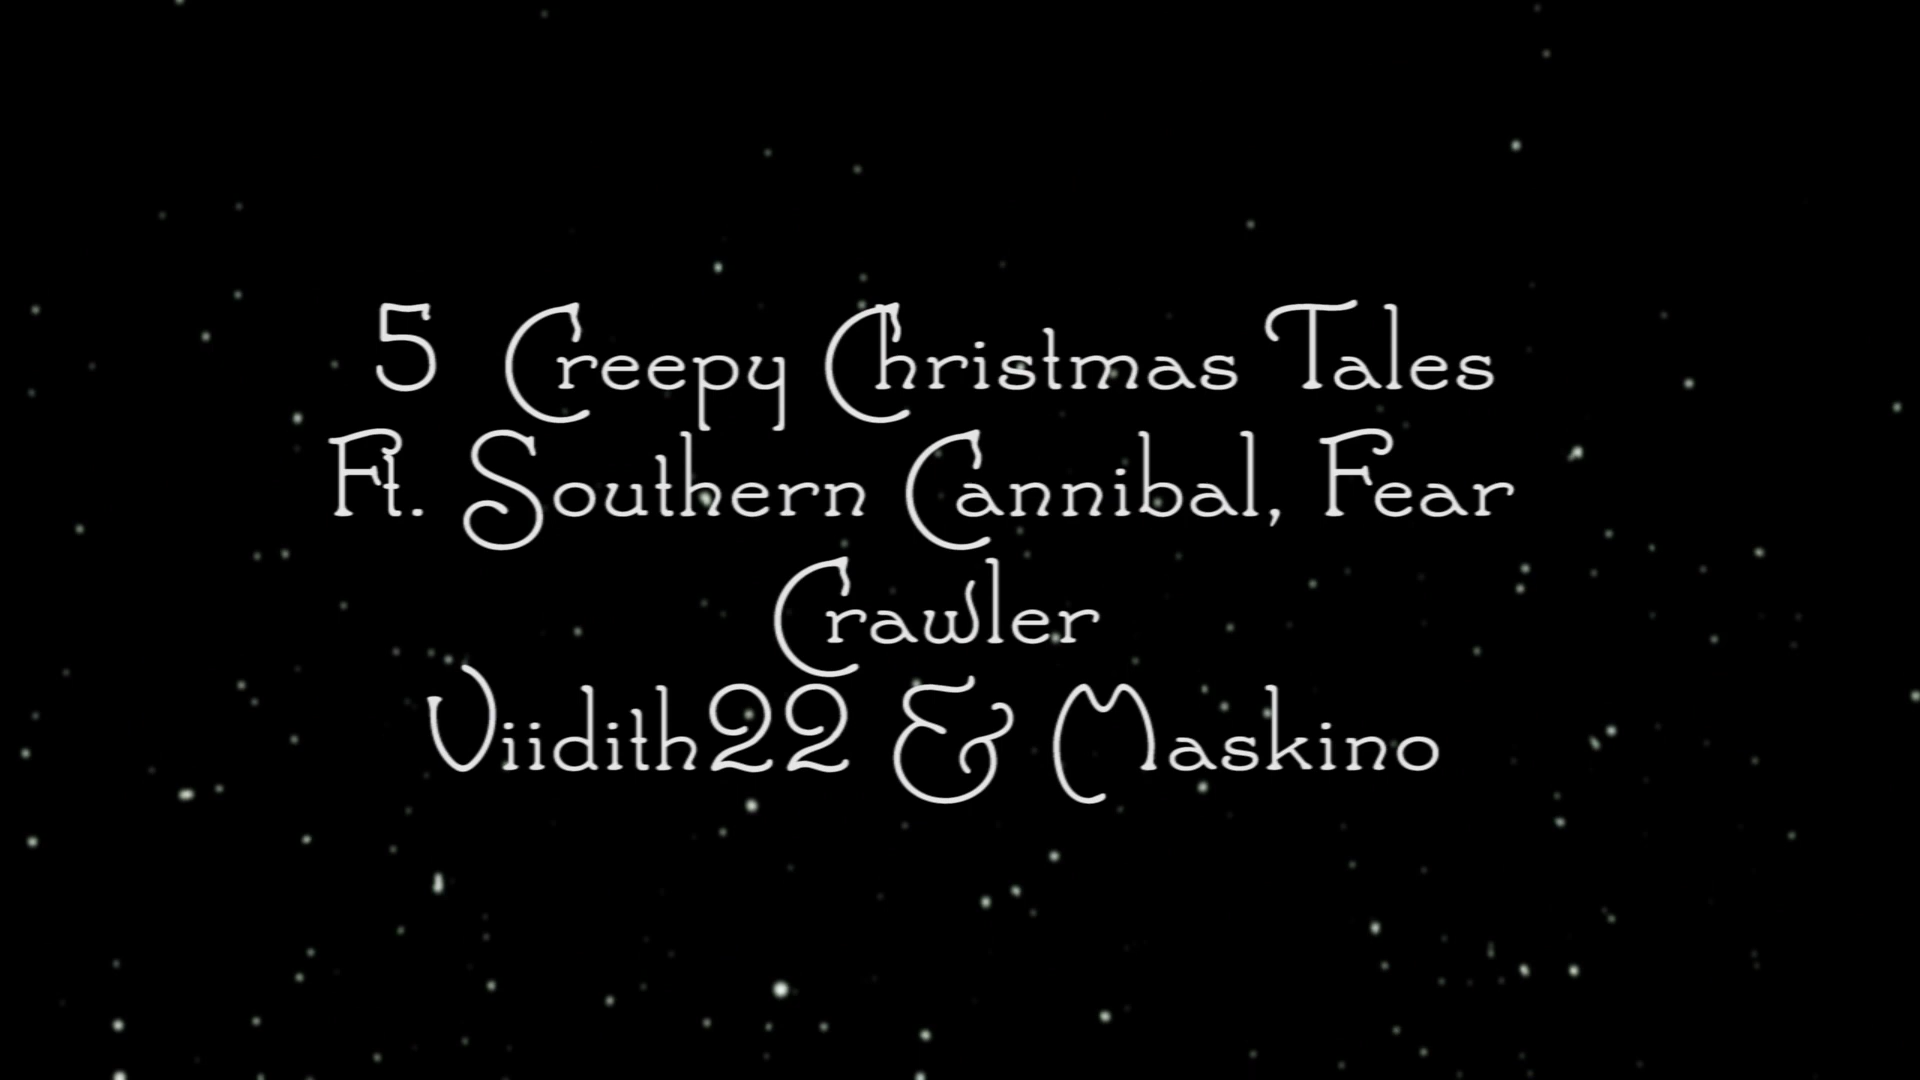 5 Creepy Christmas Tales
Ft. Southern Cannibal, Fear
Crawler
Viidith22 & Maskino